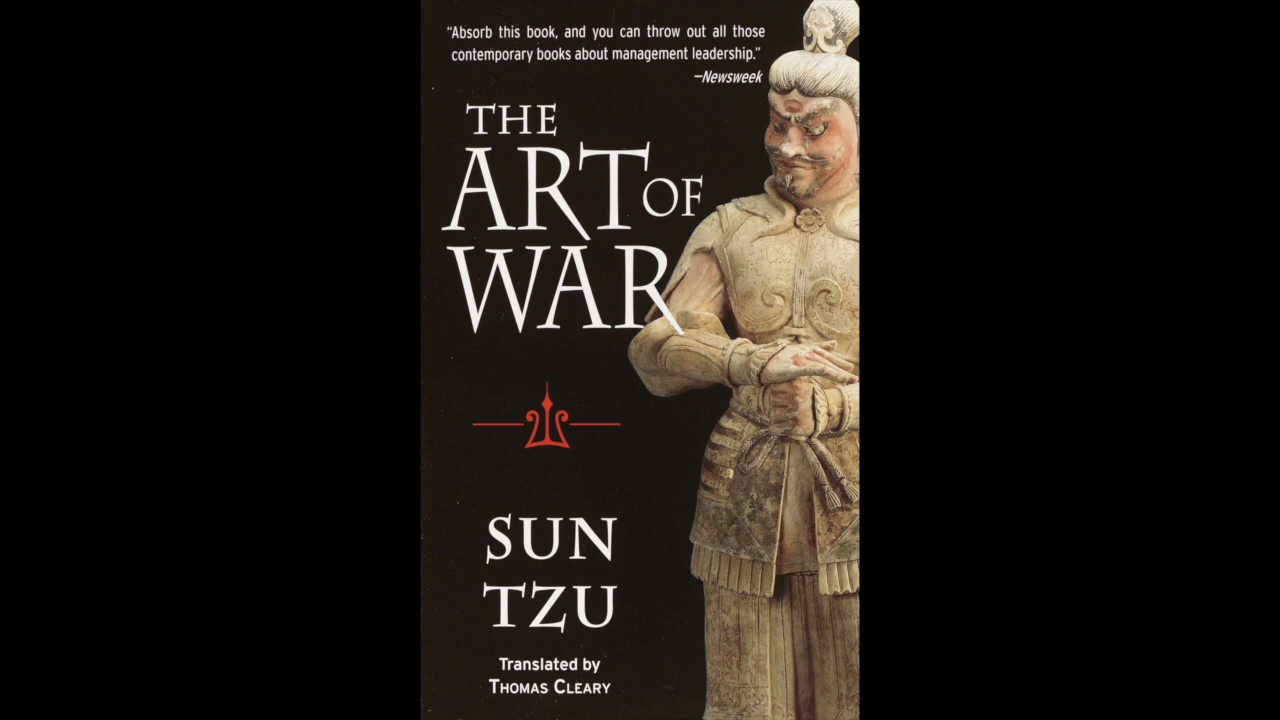 “Absorb this book, and you can throw out all those
contemporary books about management leadership.”
—Newsweek
THE
ART OF
WAR
SUN
TZU
Translated by
THOMAS CLEARY